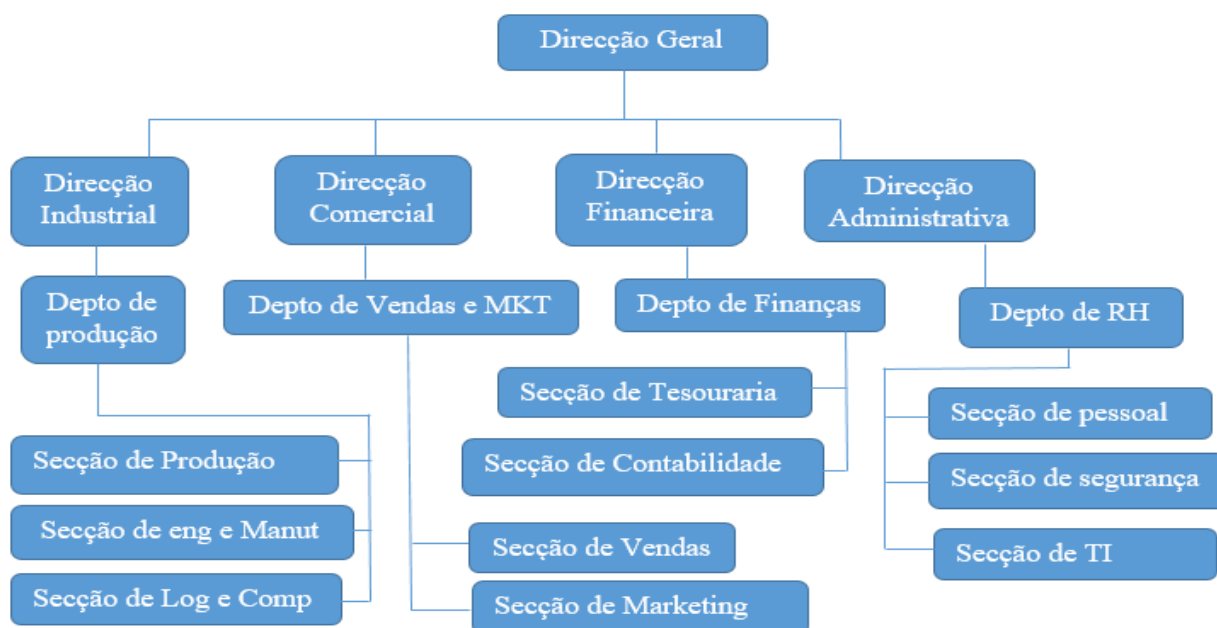 Direcção Geral
Direcção
Industrial
Direcção
Comercial
Direcção
Financeira
Direcção
Administrativa
Depto de
produção
Depto de Vendas e MKT
Depto de Finanças
Depto de RH
Secção de Tesouraria
Secção de pessoal
Secção de Produção
Secção de Contabilidade
Secção de segurança
Secção de eng e Manut
Secção de Vendas
Secção de TI
Secção de Log e Comp
Secção de Marketing